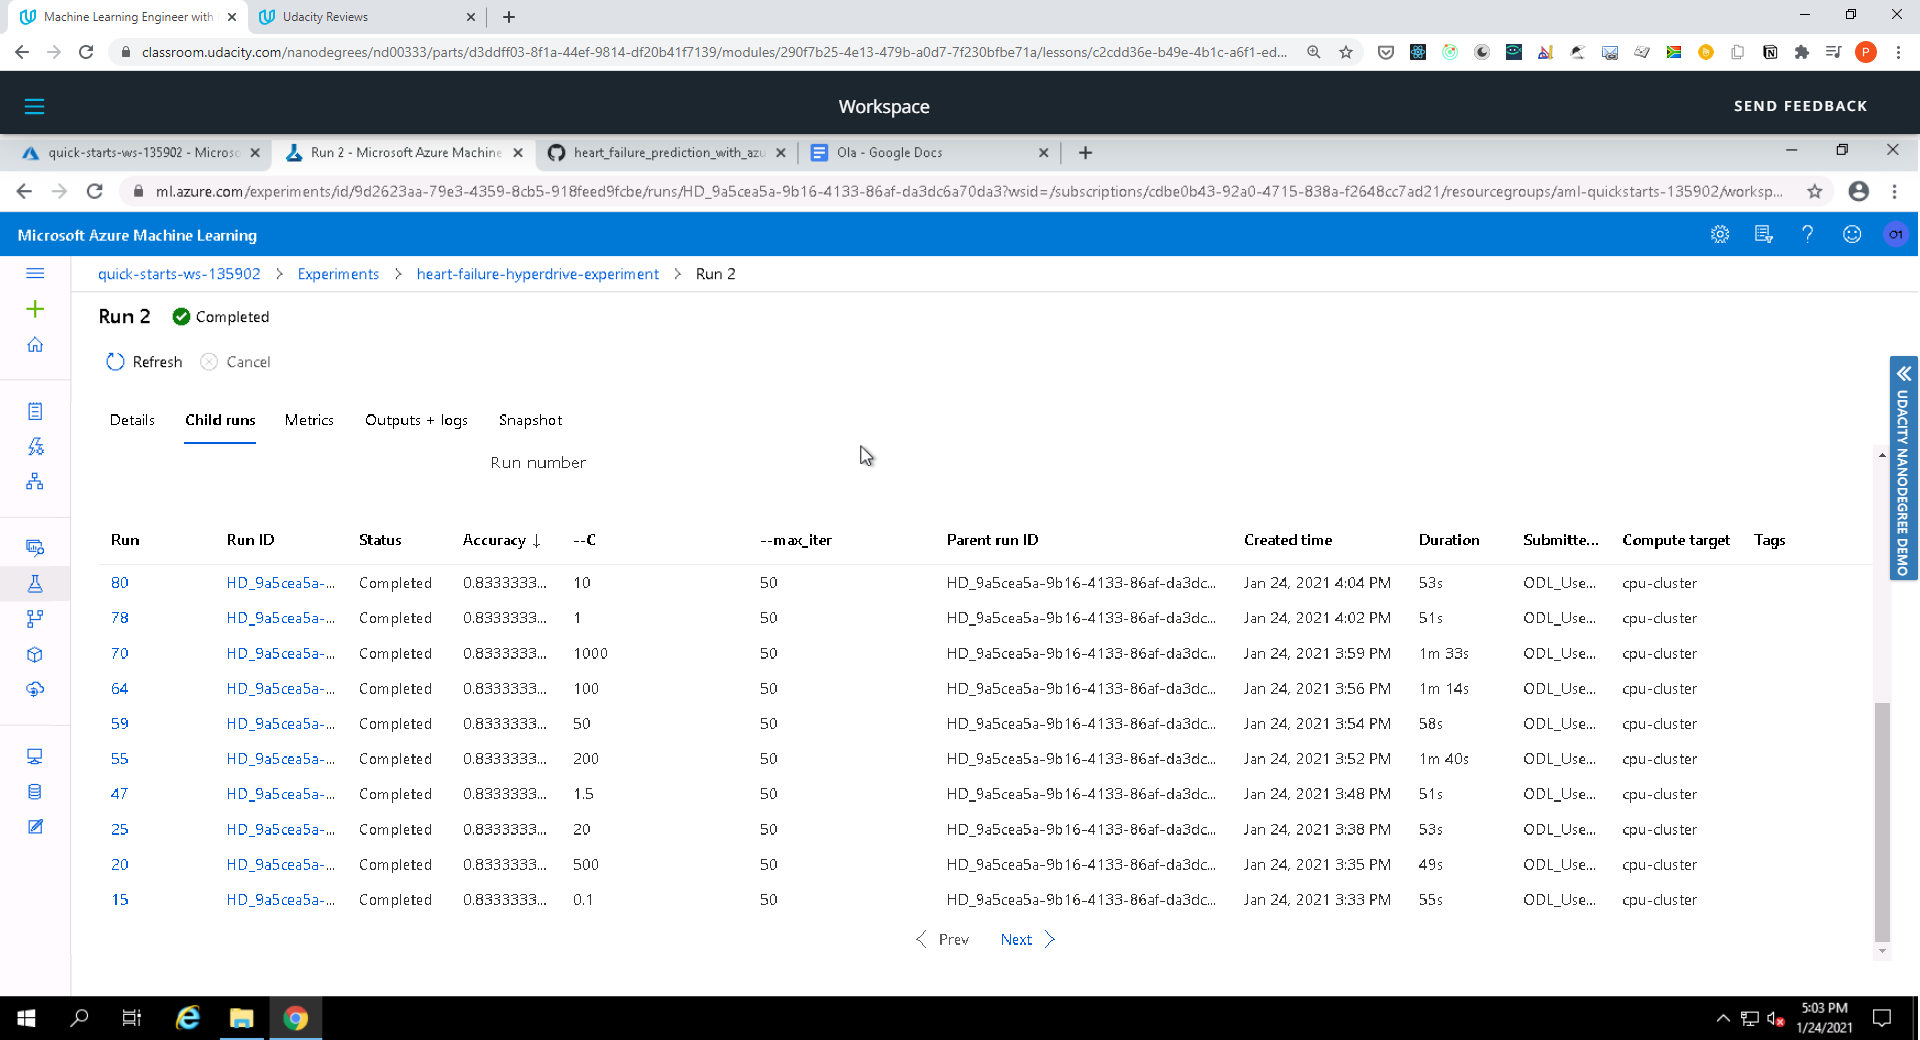 Machine Learning Engineer with
Udacity Reviews
classroom.udacity.com/nanodegrees/nd00333/parts/d3ddff03-8f1a-44ef-9814-df20b41f7139/modules/290f7b25-4e13-479b-a0d7-7f230bfbe71a/lessons/c2cdd36e-b49e-4b1c-a6f1-ed...
P
Workspace
SEND FEEDBACK
quick-starts-ws-135902 - Microso
Run 2 - Microsoft Azure Machine
heart_failure_prediction_with_azu
Ola - Google Docs
ml.azure.com/experiments/id/9d2623aa-79e3-4359-8cb5-918feed9fcbe/runs/HD_9a5cea5a-9b16-4133-86af-da3dc6a70da3?wsid=/subscriptions/cdbe0b43-92a0-4715-838a-f2648cc7ad21/resourcegroups/aml-quickstarts-135902/worksp...
Microsoft Azure Machine Learning
O1
quick-starts-ws-135902 > Experiments > heart-failure-hyperdrive-experiment > Run 2
Run 2 Completed
Refresh Cancel
Details Child runs Metrics Outputs + logs Snapshot
Run number
UDACITY NANODEGREE DEMO
Run Run ID Status Accuracy ↓ --C --max_iter Parent run ID Created time Duration Submitte... Compute target Tags
80 HD_9a5cea5a-... Completed 0.8333333... 10 50 HD_9a5cea5a-9b16-4133-86af-da3dc... Jan 24, 2021 4:04 PM 53s ODL_Use... cpu-cluster
78 HD_9a5cea5a-... Completed 0.8333333... 1 50 HD_9a5cea5a-9b16-4133-86af-da3dc... Jan 24, 2021 4:02 PM 51s ODL_Use... cpu-cluster
70 HD_9a5cea5a-... Completed 0.8333333... 1000 50 HD_9a5cea5a-9b16-4133-86af-da3dc... Jan 24, 2021 3:59 PM 1m 33s ODL_Use... cpu-cluster
64 HD_9a5cea5a-... Completed 0.8333333... 100 50 HD_9a5cea5a-9b16-4133-86af-da3dc... Jan 24, 2021 3:56 PM 1m 14s ODL_Use... cpu-cluster
59 HD_9a5cea5a-... Completed 0.8333333... 50 50 HD_9a5cea5a-9b16-4133-86af-da3dc... Jan 24, 2021 3:54 PM 58s ODL_Use... cpu-cluster
55 HD_9a5cea5a-... Completed 0.8333333... 200 50 HD_9a5cea5a-9b16-4133-86af-da3dc... Jan 24, 2021 3:52 PM 1m 40s ODL_Use... cpu-cluster
47 HD_9a5cea5a-... Completed 0.8333333... 1.5 50 HD_9a5cea5a-9b16-4133-86af-da3dc... Jan 24, 2021 3:48 PM 51s ODL_Use... cpu-cluster
25 HD_9a5cea5a-... Completed 0.8333333... 20 50 HD_9a5cea5a-9b16-4133-86af-da3dc... Jan 24, 2021 3:38 PM 53s ODL_Use... cpu-cluster
20 HD_9a5cea5a-... Completed 0.8333333... 500 50 HD_9a5cea5a-9b16-4133-86af-da3dc... Jan 24, 2021 3:35 PM 49s ODL_Use... cpu-cluster
15 HD_9a5cea5a-... Completed 0.8333333... 0.1 50 HD_9a5cea5a-9b16-4133-86af-da3dc... Jan 24, 2021 3:33 PM 55s ODL_Use... cpu-cluster
Prev Next
5:03 PM
1/24/2021